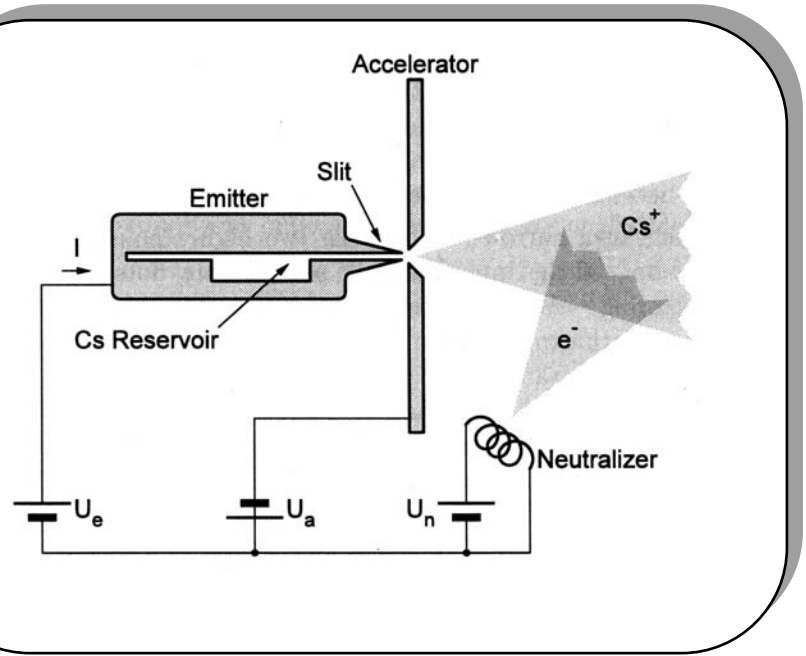 Accelerator
Slit
Emitter
I
Cs⁺
Cs Reservoir
e⁻
Neutralizer
Uₑ
Uₐ
Uₙ